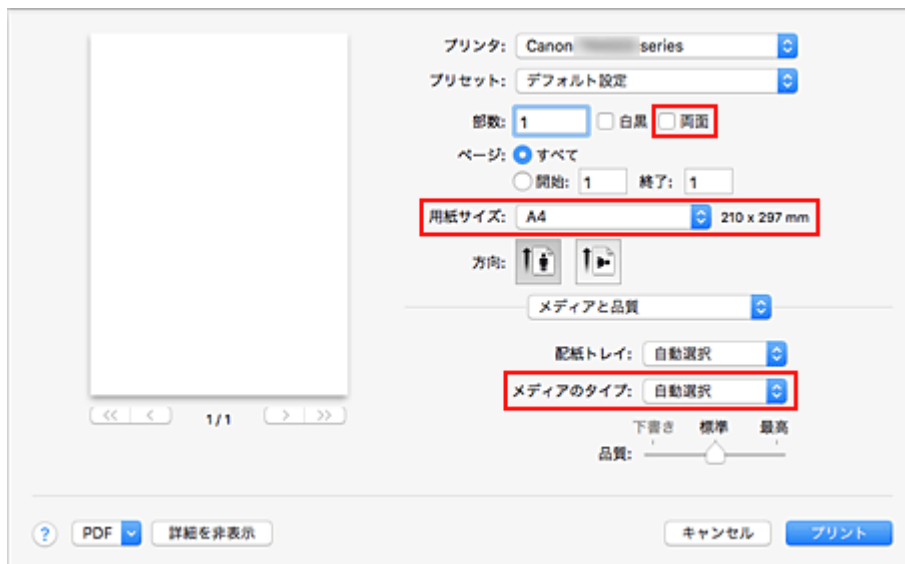 プリンタ: Canon series
プリセット: デフォルト設定
部数: 1 白黒 両面
ページ: すべて
開始: 1 終了: 1
用紙サイズ: A4 210 x 297 mm
方向:
メディアと品質
配紙トレイ: 自動選択
メディアのタイプ: 自動選択
下書き 標準 最高
品質:
<< < 1/1 > >>
? PDF 詳細を非表示 キャンセル プリント